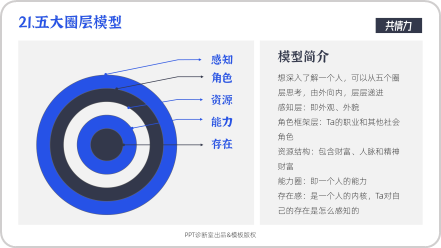 21.五大圈层模型
共情力
感知
角色
资源
能力
存在
模型简介
想深入了解一个人，可以从五个圈
层思考，由外向内，层层递进
感知层：即外观、外貌
角色框架层：Ta的职业和其他社会
角色
资源结构：包含财富、人脉和精神
财富
能力圈：即一个人的能力
存在感：是一个人的内核，Ta对自
己的存在是怎么感知的
PPT@新室出品&模板版权